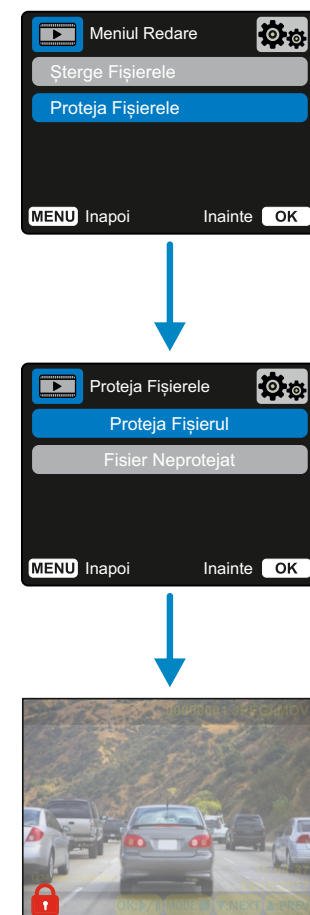 Meniul Redare
Șterge Fișierele
Proteja Fișierele
MENU Inapoi Inainte OK
Proteja Fișierele
Proteja Fișierul
Fisier Neprotejat
MENU Inapoi Inainte OK